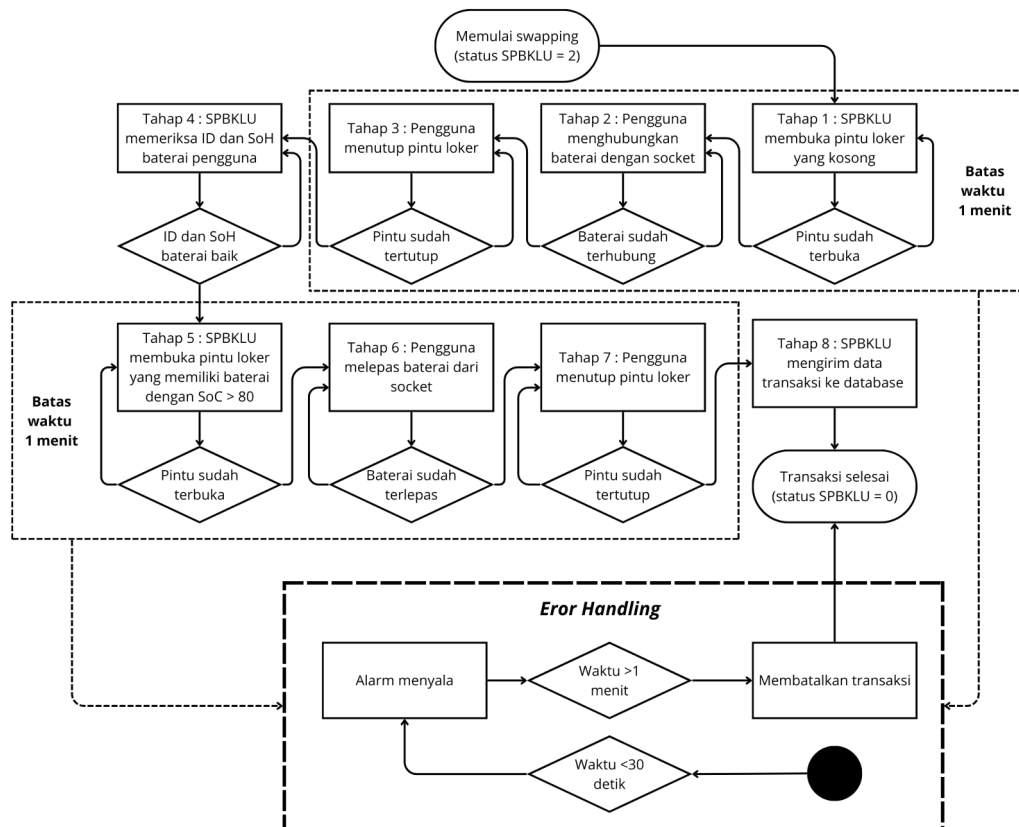 Memulai swapping
(status SPBKLU = 2)
Tahap 4 : SPBKLU
memeriksa ID dan SoH
baterai pengguna
Tahap 3 : Pengguna
menutup pintu loker
Tahap 2 : Pengguna
menghubungkan
baterai dengan socket
Tahap 1 : SPBKLU
membuka pintu loker
yang kosong
Batas
waktu
1 menit
ID dan SoH
baterai baik
Pintu sudah
tertutup
Baterai sudah
terhubung
Pintu sudah
terbuka
Batas
waktu
1 menit
Tahap 5 : SPBKLU
membuka pintu loker
yang memiliki baterai
dengan SoC > 80
Tahap 6 : Pengguna
melepas baterai dari
socket
Tahap 7 : Pengguna
menutup pintu loker
Tahap 8 : SPBKLU
mengirim data
transaksi ke database
Pintu sudah
terbuka
Baterai sudah
terlepas
Pintu sudah
tertutup
Transaksi selesai
(status SPBKLU = 0)
Eror Handling
Alarm menyala
Waktu >1
menit
Membatalkan transaksi
Waktu <30
detik